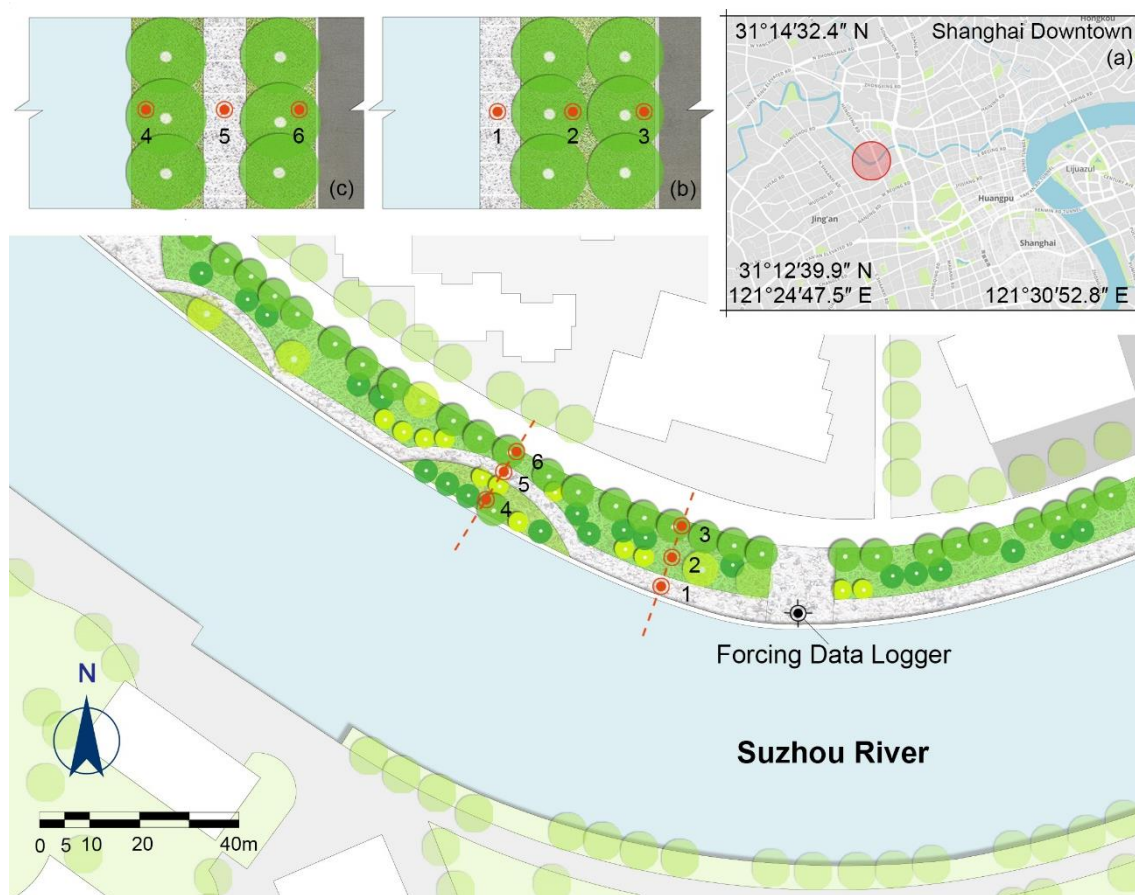 4
5
6
(c)
1
2
3
(b)
31°14′32.4″ N
Shanghai Downtown
(a)
Hongkou
Lijiazui
Huangpu
Jing'an
Shanghai
31°12′39.9″ N
121°24′47.5″ E
121°30′52.8″ E
6
5
4
3
2
1
Forcing Data Logger
N
Suzhou River
0 5 10 20 40m